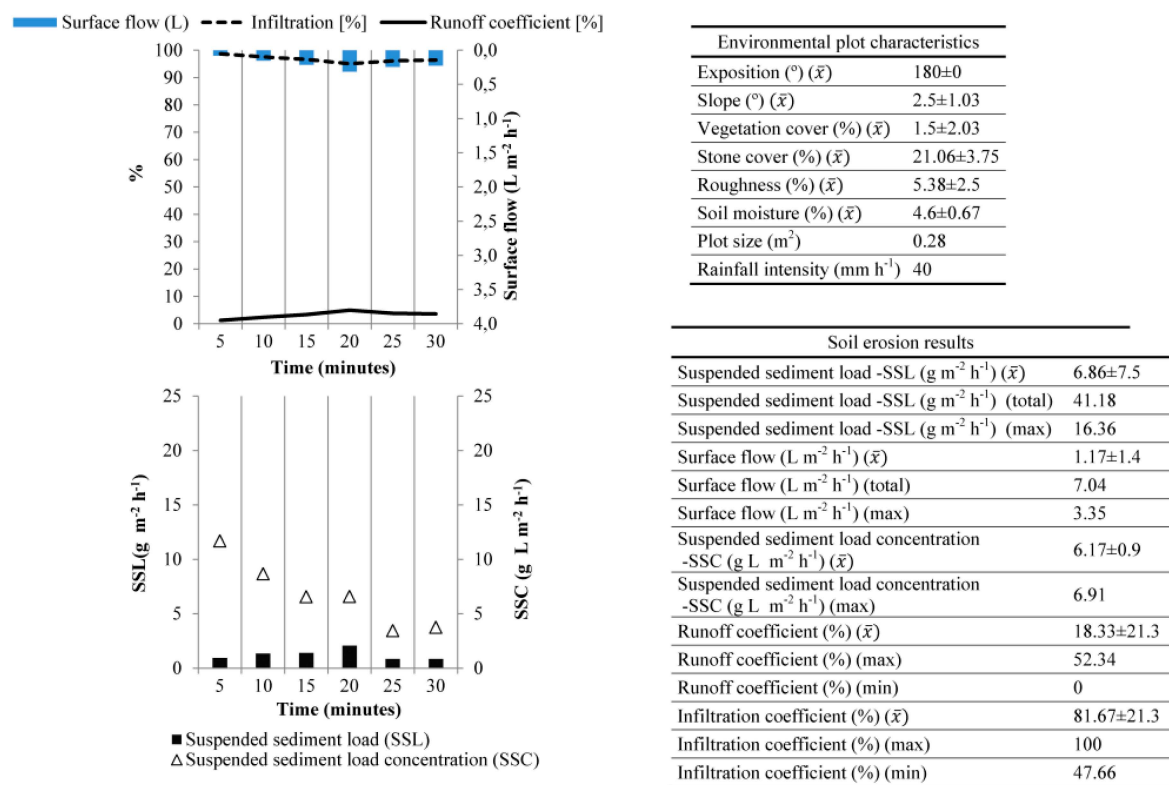 Surface flow (L) Infiltration [%] Runoff coefficient [%]
100
90
80
70
60
50
40
30
20
10
0
%
0,0
0,5
1,0
1,5
2,0
2,5
3,0
3,5
4,0
Surface flow (L m⁻² h⁻¹)
5 10 15 20 25 30
Time (minutes)
25
20
15
10
5
0
SSL(g m⁻² h⁻¹)
25
20
15
10
5
0
SSC (g L m⁻² h⁻¹)
5 10 15 20 25 30
Time (minutes)
■ Suspended sediment load (SSL)
△ Suspended sediment load concentration (SSC)
Environmental plot characteristics
Exposition (º) (x̄) 180±0
Slope (º) (x̄) 2.5±1.03
Vegetation cover (%) (x̄) 1.5±2.03
Stone cover (%) (x̄) 21.06±3.75
Roughness (%) (x̄) 5.38±2.5
Soil moisture (%) (x̄) 4.6±0.67
Plot size (m²) 0.28
Rainfall intensity (mm h⁻¹) 40
Soil erosion results
Suspended sediment load -SSL (g m⁻² h⁻¹) (x̄) 6.86±7.5
Suspended sediment load -SSL (g m⁻² h⁻¹) (total) 41.18
Suspended sediment load -SSL (g m⁻² h⁻¹) (max) 16.36
Surface flow (L m⁻² h⁻¹) (x̄) 1.17±1.4
Surface flow (L m⁻² h⁻¹) (total) 7.04
Surface flow (L m⁻² h⁻¹) (max) 3.35
Suspended sediment load concentration
-SSC (g L m⁻² h⁻¹) (x̄) 6.17±0.9
Suspended sediment load concentration
-SSC (g L m⁻² h⁻¹) (max) 6.91
Runoff coefficient (%) (x̄) 18.33±21.3
Runoff coefficient (%) (max) 52.34
Runoff coefficient (%) (min) 0
Infiltration coefficient (%) (x̄) 81.67±21.3
Infiltration coefficient (%) (max) 100
Infiltration coefficient (%) (min) 47.66